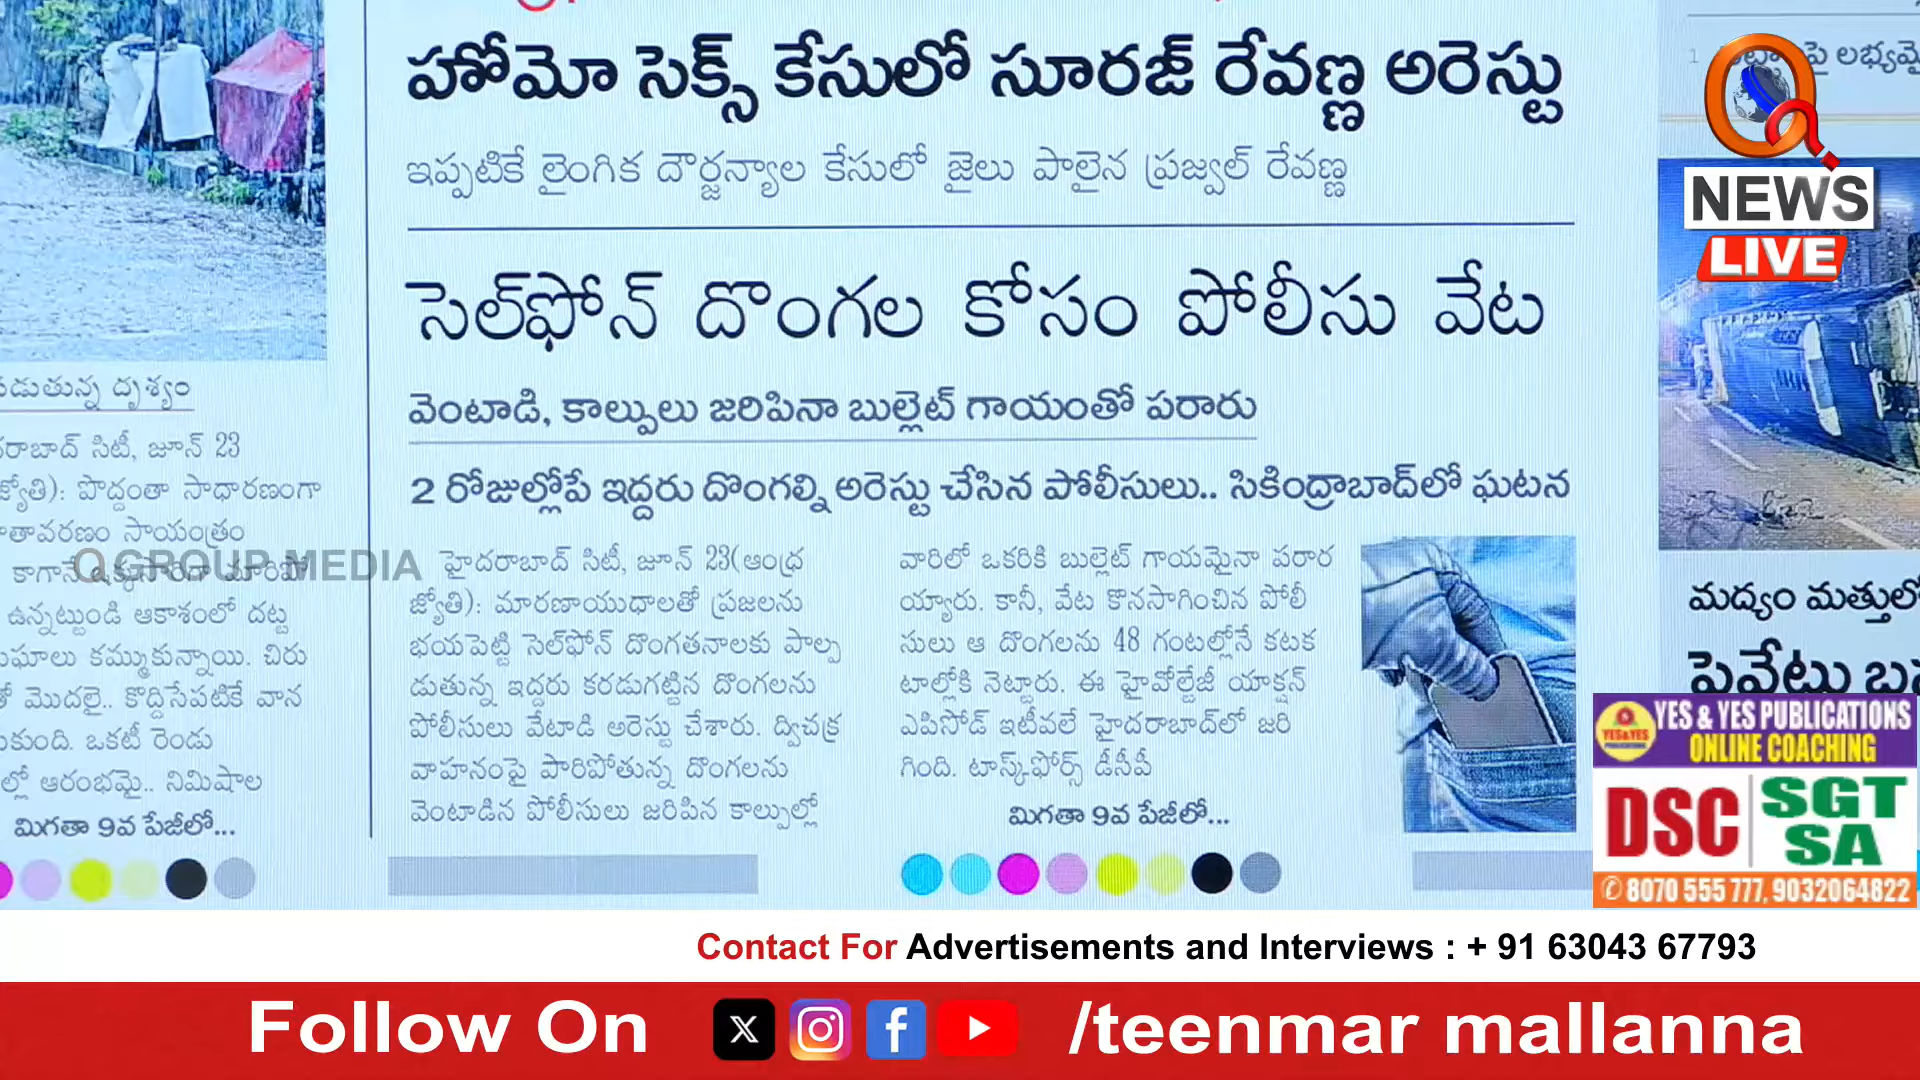 హోమో సెక్స్ కేసులో సూరజ్ రేవణ్ణ అరెస్టు
ఇప్పటికే లైంగిక దౌర్జన్యాల కేసులో జైలు పాలైన ప్రజ్వల్ రేవణ్ణ
సెల్‌ఫోన్ దొంగల కోసం పోలీసు వేట
వెంటాడి, కాల్పులు జరిపినా బుల్లెట్ గాయంతో పరారు
2 రోజుల్లోపే ఇద్దరు దొంగల్ని అరెస్టు చేసిన పోలీసులు.. సికింద్రాబాద్‌లో ఘటన
హైదరాబాద్ సిటీ, జూన్ 23(ఆంధ్ర
జ్యోతి): మారణాయుధాలతో ప్రజలను
భయపెట్టి సెల్‌ఫోన్ దొంగతనాలకు పాల్ప
డుతున్న ఇద్దరు కరడుగట్టిన దొంగలను
పోలీసులు వేటాడి అరెస్టు చేశారు. ద్విచక్ర
వాహనంపై పారిపోతున్న దొంగలను
వెంటాడిన పోలీసులు జరిపిన కాల్పుల్లో
వారిలో ఒకరికి బుల్లెట్ గాయమైనా పరార
య్యారు. కానీ, వేట కొనసాగించిన పోలీ
సులు ఆ దొంగలను 48 గంటల్లోనే కటక
టాల్లోకి నెట్టారు. ఈ హైవోల్టేజీ యాక్షన్
ఎపిసోడ్ ఇటీవలే హైదరాబాద్‌లో జరి
గింది. టాస్క్‌ఫోర్స్ డీసీపీ
మిగతా 9వ పేజీలో...
పడుతున్న దృశ్యం
రాబాద్ సిటీ, జూన్ 23
జ్యోతి): పొద్దంతా సాధారణంగా
తావరణం సాయంత్రం
కాగానే
ఉన్నట్టుండి ఆకాశంలో దట్ట
మేఘాలు కమ్ముకున్నాయి. చిరు
తో మొదలై.. కొద్దిసేపటికే వాన
కుంది. ఒకటి రెండు
ల్లో ఆరంభమై.. నిమిషాల
మిగతా 9వ పేజీలో...
Q GROUP MEDIA
పై లభ్యమై
మద్యం మత్తులో
Q
NEWS
LIVE
YES & YES PUBLICATIONS
ONLINE COACHING
DSC SGT
SA
8070 555 777, 9032064822
Contact For Advertisements and Interviews : + 91 63043 67793
Follow On /teenmar mallanna